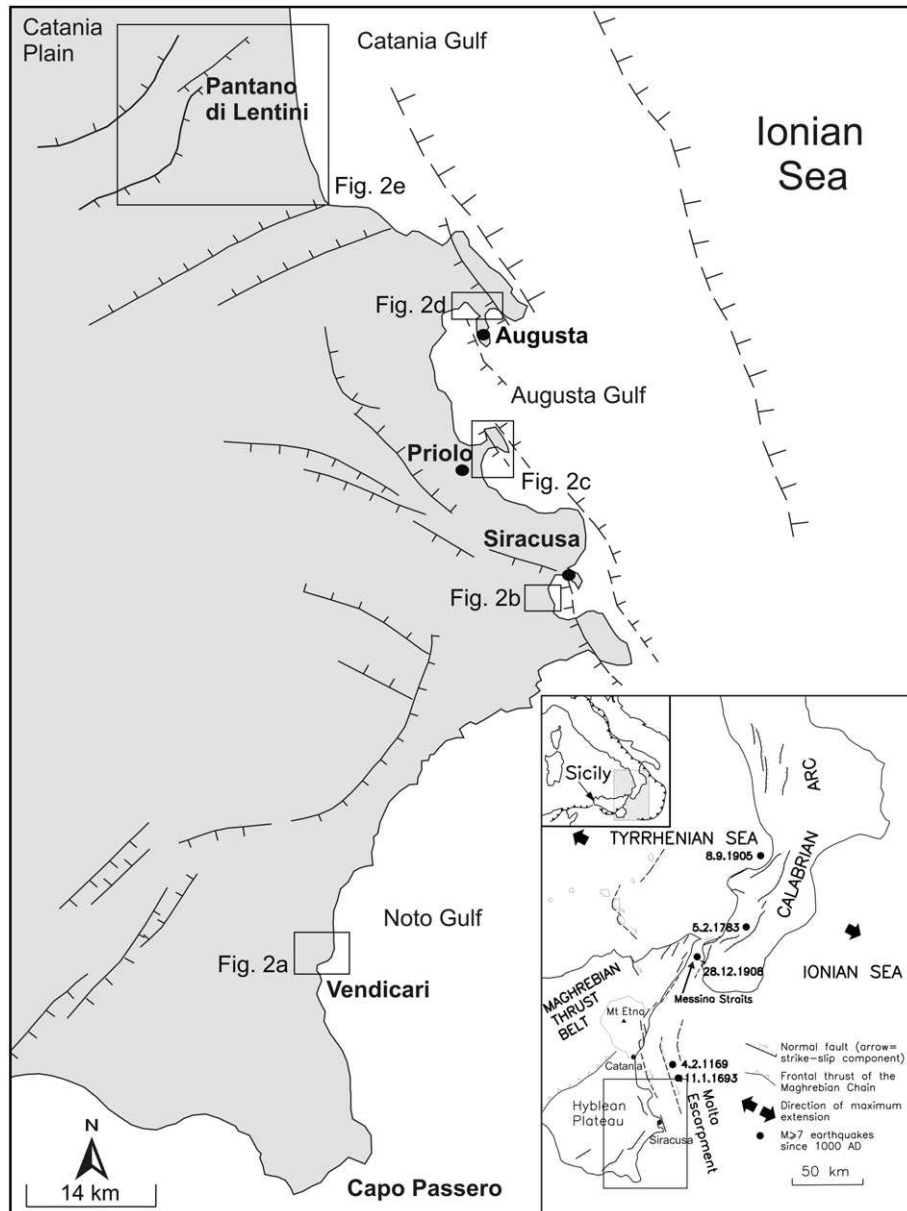 Catania
Plain
Catania Gulf
Pantano
di Lentini
Ionian
Sea
Fig. 2e
Fig. 2d
Augusta
Augusta Gulf
Priolo
Fig. 2c
Siracusa
Fig. 2b
Noto Gulf
Fig. 2a
Vendicari
N
14 km
Capo Passero
Sicily
TYRRHENIAN SEA
8.9.1905
CALABRIAN
ARC
5.2.1783
28.12.1908
Messina Straits
IONIAN SEA
MAGHREBIAN
THRUST
BELT
Mt Etna
Catania
4.2.1169
11.1.1693
Malta
Escarpment
Hyblean
Plateau
Siracusa
Normal fault (arrow=
strike-slip component)
Frontal thrust of the
Maghrebian Chain
Direction of maximum
extension
M⩾7 earthquakes
since 1000 AD
50 km